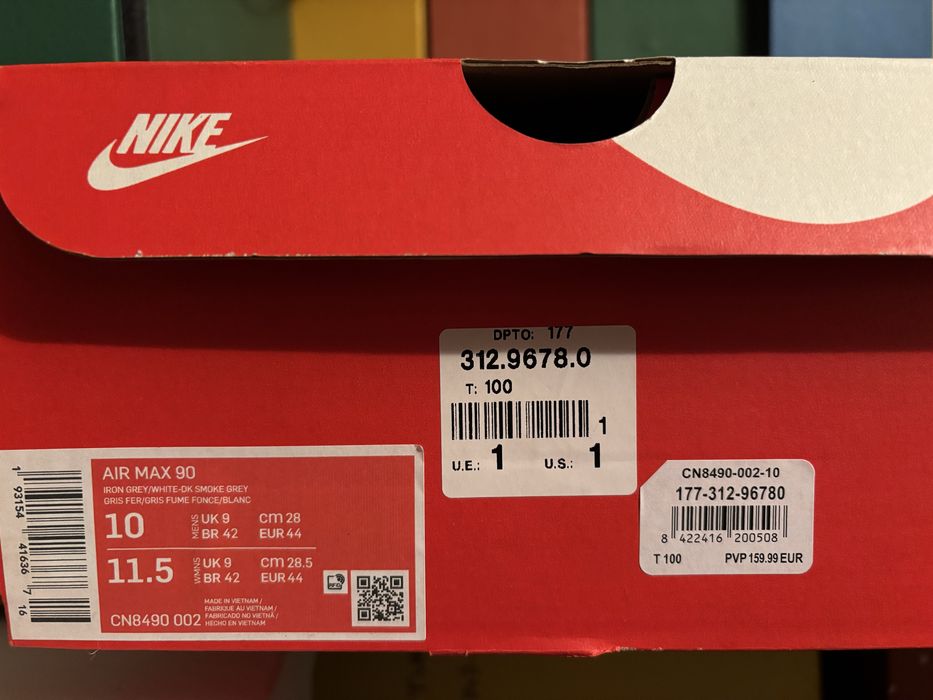 NIKE
DPTO: 177
312.9678.0
T: 100
1
U.E.: 1 U.S.: 1
CN8490-002-10
177-312-96780
8 422416 200508
T 100 PVP 159.99 EUR
1 93154 41636 7 16
AIR MAX 90
IRON GREY/WHITE-DK SMOKE GREY
GRIS FER/GRIS FUME FONCE/BLANC
10 MENS UK 9 cm 28
BR 42 EUR 44
11.5 WMNS UK 9 cm 28.5
BR 42 EUR 44
RFID
MADE IN VIETNAM /
FABRIQUE AU VIETNAM /
FABRICADO NO VIETNÃ /
HECHO EN VIETNAM
CN8490 002